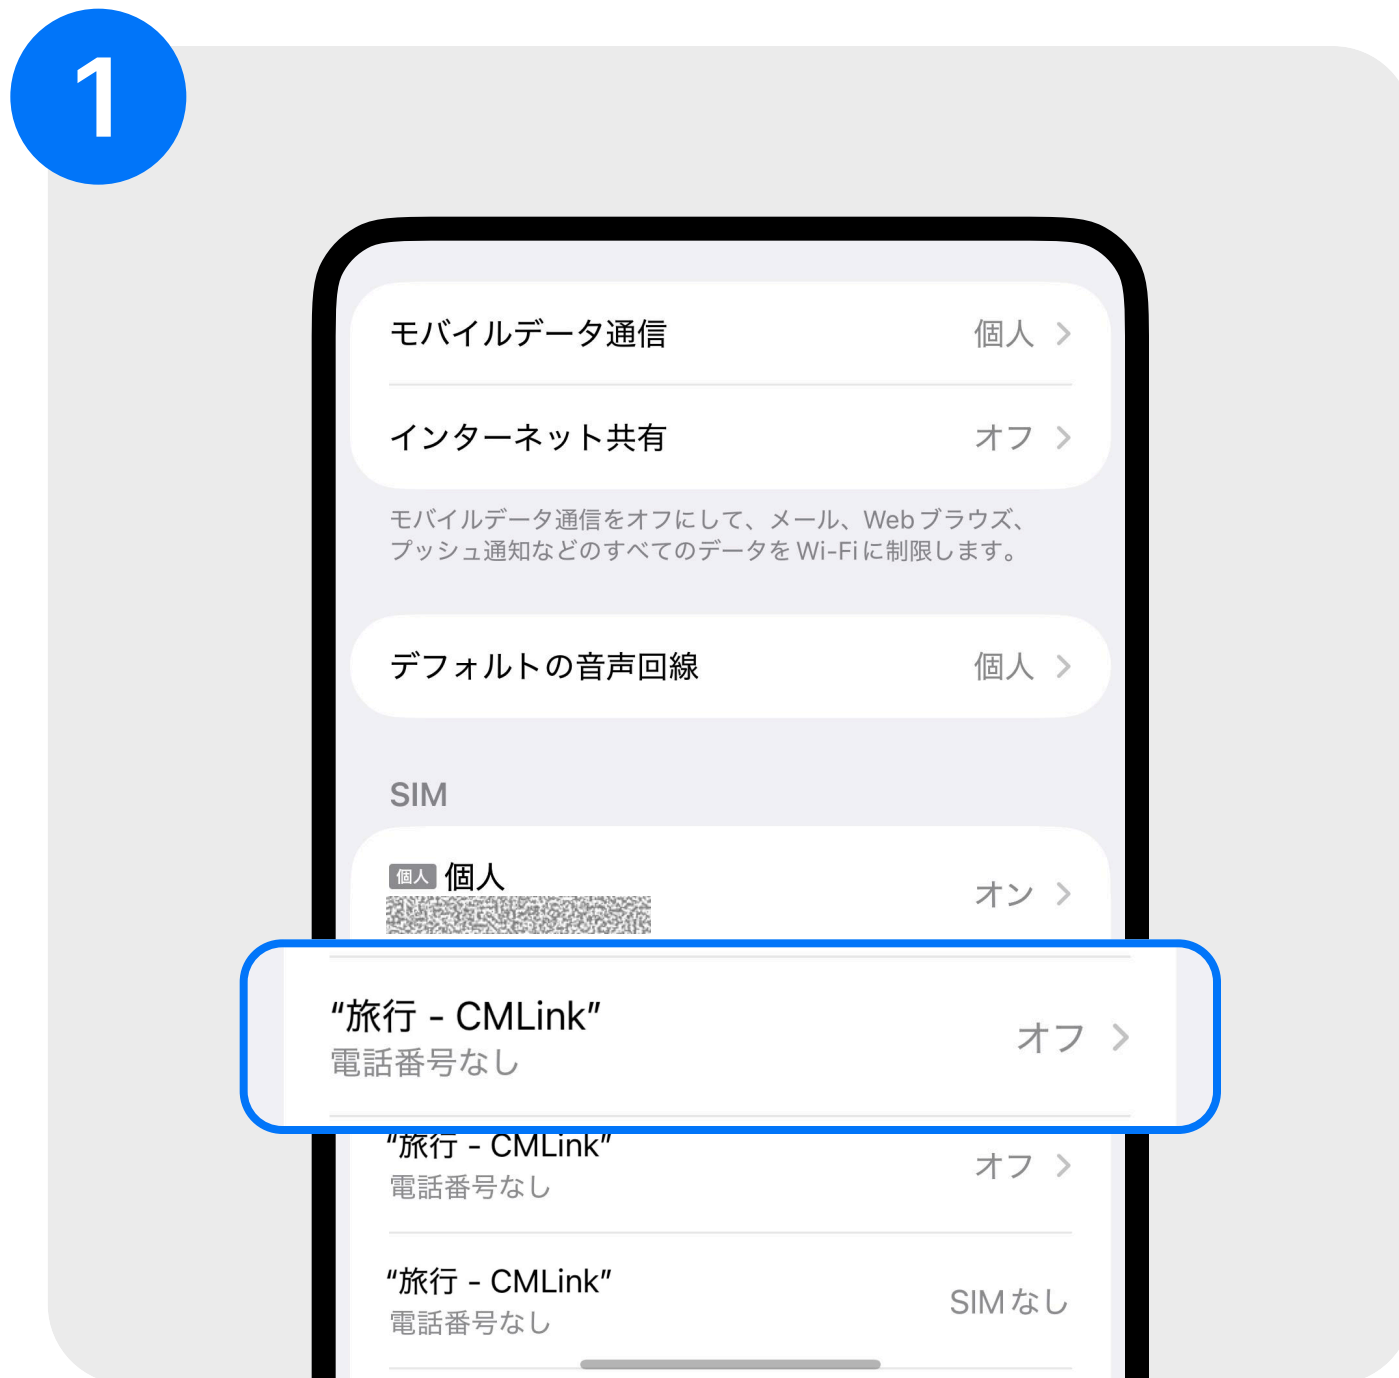 1
モバイルデータ通信 個人
インターネット共有 オフ
モバイルデータ通信をオフにして、メール、Webブラウズ、
プッシュ通知などのすべてのデータをWi-Fiに制限します。
デフォルトの音声回線 個人
SIM
個人 個人 オン
“旅行 - CMLink” オフ
電話番号なし
“旅行 - CMLink” オフ
電話番号なし
“旅行 - CMLink” SIMなし
電話番号なし